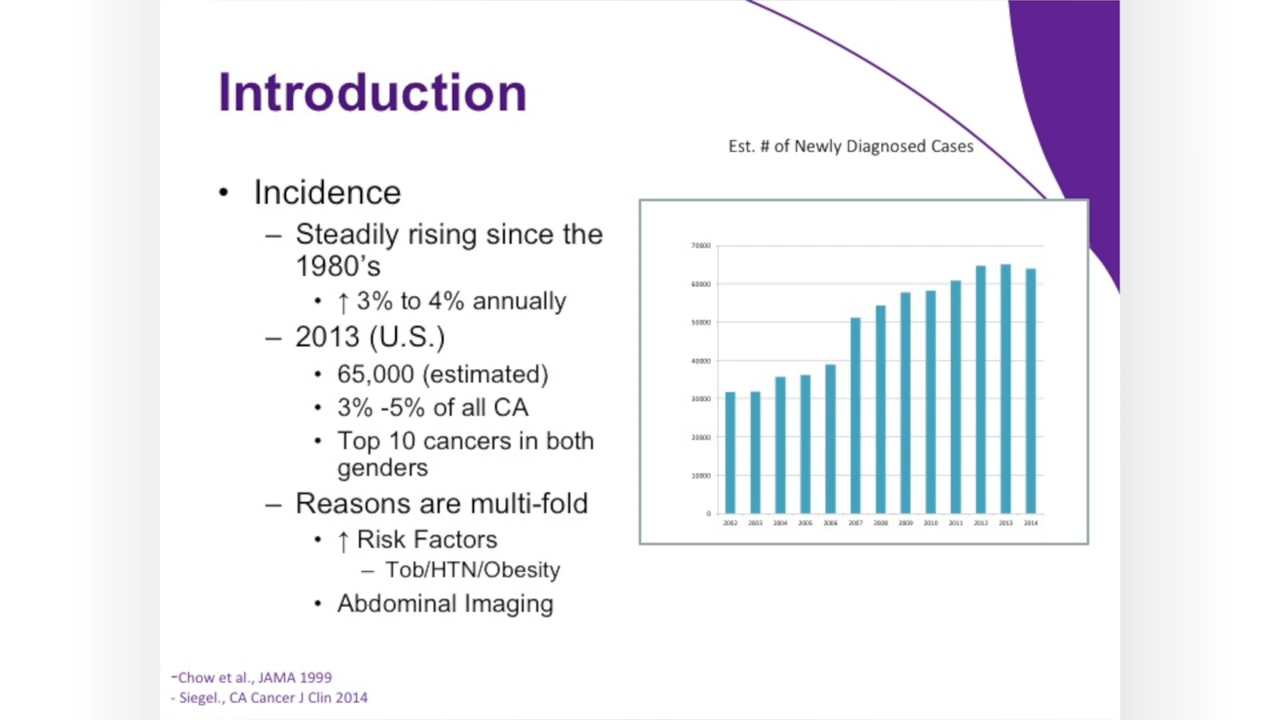 Introduction
Est. # of Newly Diagnosed Cases
• Incidence
– Steadily rising since the
1980’s
• ↑ 3% to 4% annually
– 2013 (U.S.)
• 65,000 (estimated)
• 3% -5% of all CA
• Top 10 cancers in both
genders
– Reasons are multi-fold
• ↑ Risk Factors
– Tob/HTN/Obesity
• Abdominal Imaging
70000
60000
50000
40000
30000
20000
10000
0
2002 2003 2004 2005 2006 2007 2008 2009 2010 2011 2012 2013 2014
-Chow et al., JAMA 1999
- Siegel., CA Cancer J Clin 2014